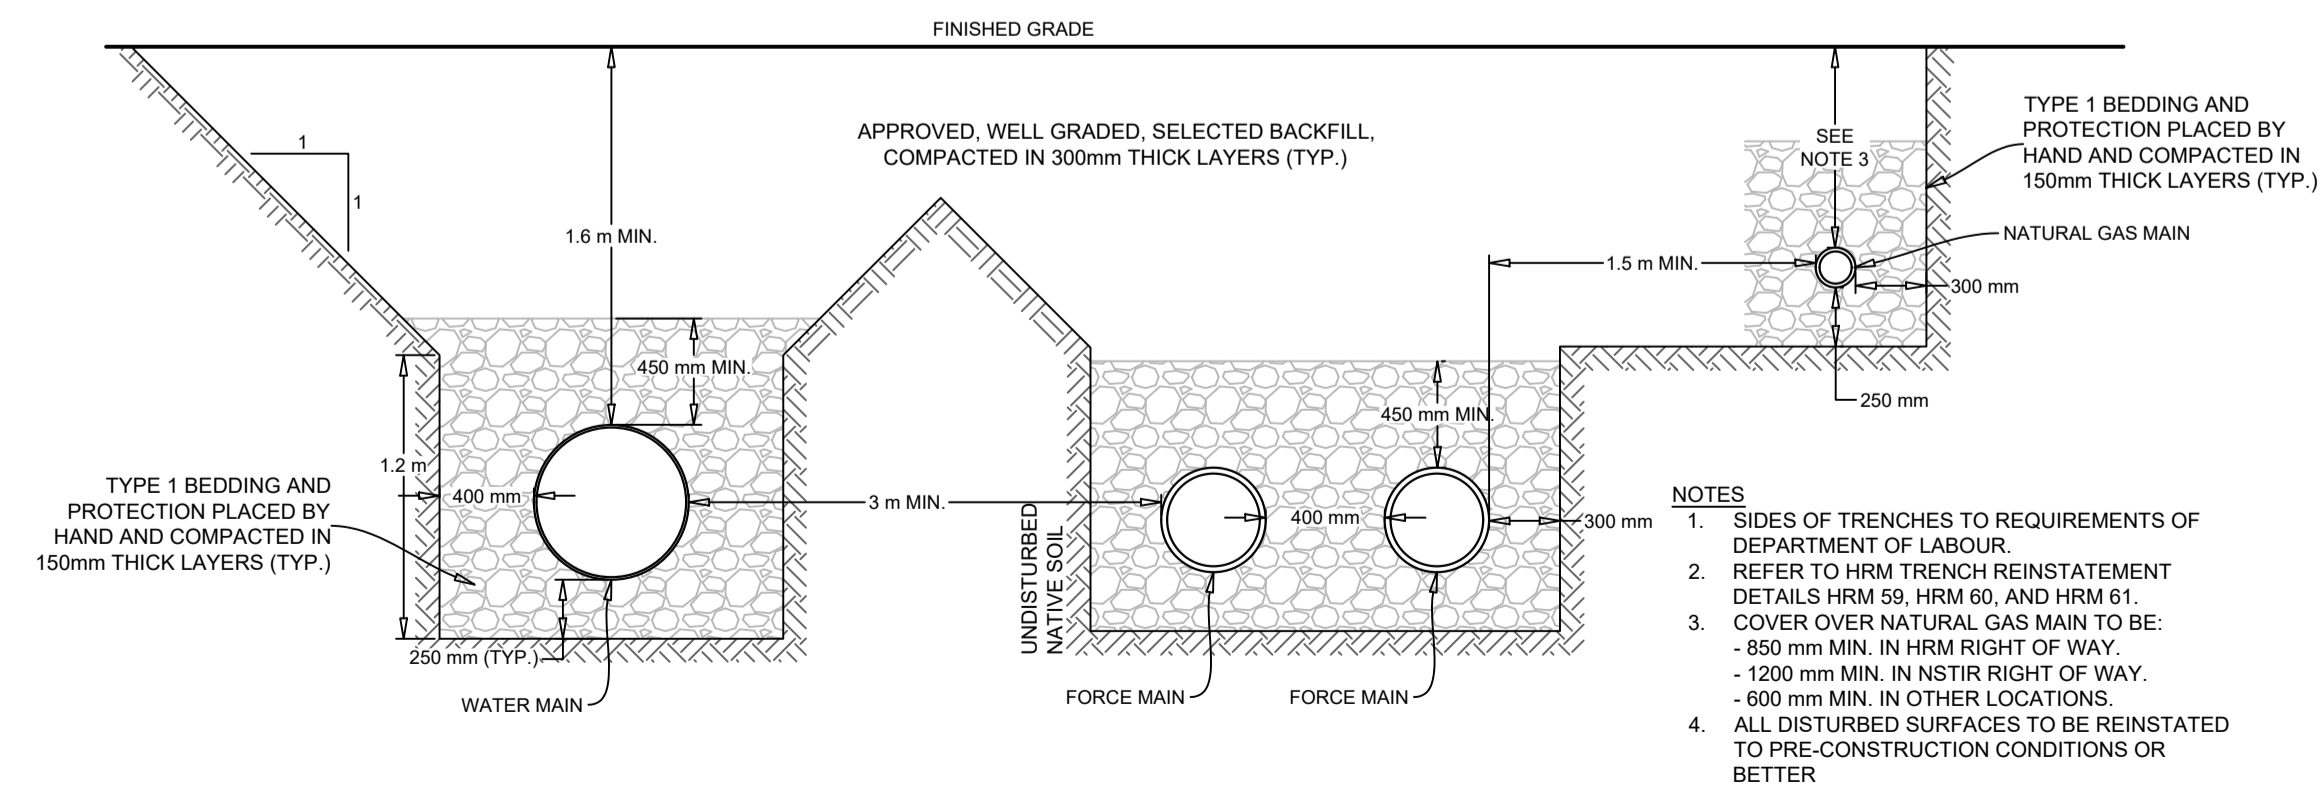 FINISHED GRADE
APPROVED, WELL GRADED, SELECTED BACKFILL,
COMPACTED IN 300mm THICK LAYERS (TYP.)
1
1
1.6 m MIN.
SEE
NOTE 3
TYPE 1 BEDDING AND
PROTECTION PLACED BY
HAND AND COMPACTED IN
150mm THICK LAYERS (TYP.)
NATURAL GAS MAIN
1.5 m MIN.
300 mm
250 mm
450 mm MIN.
450 mm MIN.
1.2 m
400 mm
3 m MIN.
400 mm
300 mm
TYPE 1 BEDDING AND
PROTECTION PLACED BY
HAND AND COMPACTED IN
150mm THICK LAYERS (TYP.)
UNDISTURBED
NATIVE SOIL
250 mm (TYP.)
WATER MAIN
FORCE MAIN
FORCE MAIN
NOTES
1. SIDES OF TRENCHES TO REQUIREMENTS OF
DEPARTMENT OF LABOUR.
2. REFER TO HRM TRENCH REINSTATEMENT
DETAILS HRM 59, HRM 60, AND HRM 61.
3. COVER OVER NATURAL GAS MAIN TO BE:
- 850 mm MIN. IN HRM RIGHT OF WAY.
- 1200 mm MIN. IN NSTIR RIGHT OF WAY.
- 600 mm MIN. IN OTHER LOCATIONS.
4. ALL DISTURBED SURFACES TO BE REINSTATED
TO PRE-CONSTRUCTION CONDITIONS OR
BETTER